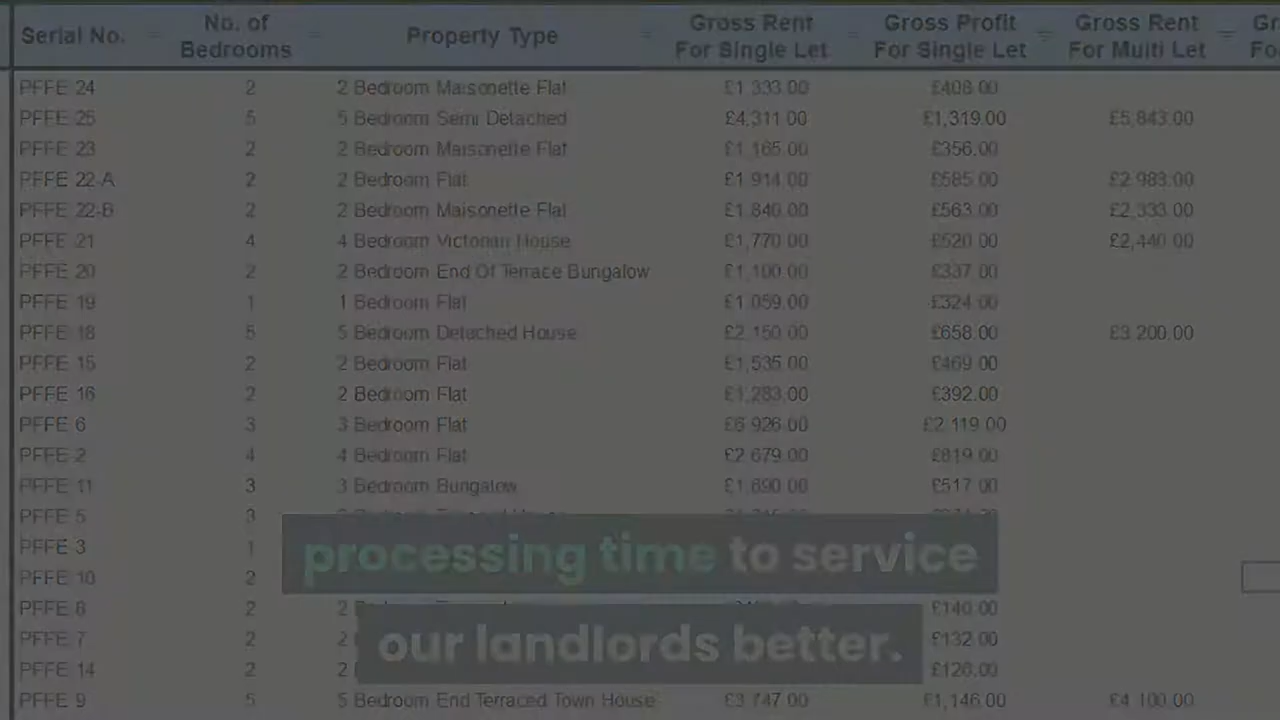 Serial No. No. of Bedrooms Property Type Gross Rent For Single Let Gross Profit For Single Let Gross Rent For Multi Let
PFFE 24 2 2 Bedroom Maisonette Flat £1,333.00 £408.00
PFFE 25 5 5 Bedroom Semi Detached £4,311.00 £1,319.00 £5,843.00
PFFE 23 2 2 Bedroom Maisonette Flat £1,165.00 £356.00
PFFE 22-A 2 2 Bedroom Flat £1,914.00 £585.00 £2,983.00
PFFE 22-B 2 2 Bedroom Maisonette Flat £1,840.00 £563.00 £2,333.00
PFFE 21 4 4 Bedroom Victorian House £1,770.00 £520.00 £2,440.00
PFFE 20 2 2 Bedroom End Of Terrace Bungalow £1,100.00 £337.00
PFFE 19 1 1 Bedroom Flat £1,059.00 £324.00
PFFE 18 5 5 Bedroom Detached House £2,150.00 £658.00 £3,200.00
PFFE 15 2 2 Bedroom Flat £1,535.00 £469.00
PFFE 16 2 2 Bedroom Flat £1,283.00 £392.00
PFFE 6 3 3 Bedroom Flat £6,926.00 £2,119.00
PFFE 2 4 4 Bedroom Flat £2,679.00 £819.00
PFFE 11 3 3 Bedroom Bungalow £1,690.00 £517.00
PFFE 5 3
PFFE 3 1
processing time to service
PFFE 10 2
PFFE 8 2 2 £140.00
PFFE 7 2 2 £132.00
our landlords better.
PFFE 14 2 2 £128.00
PFFE 9 5 5 Bedroom End Terraced Town House £3,747.00 £1,146.00 £4,100.00